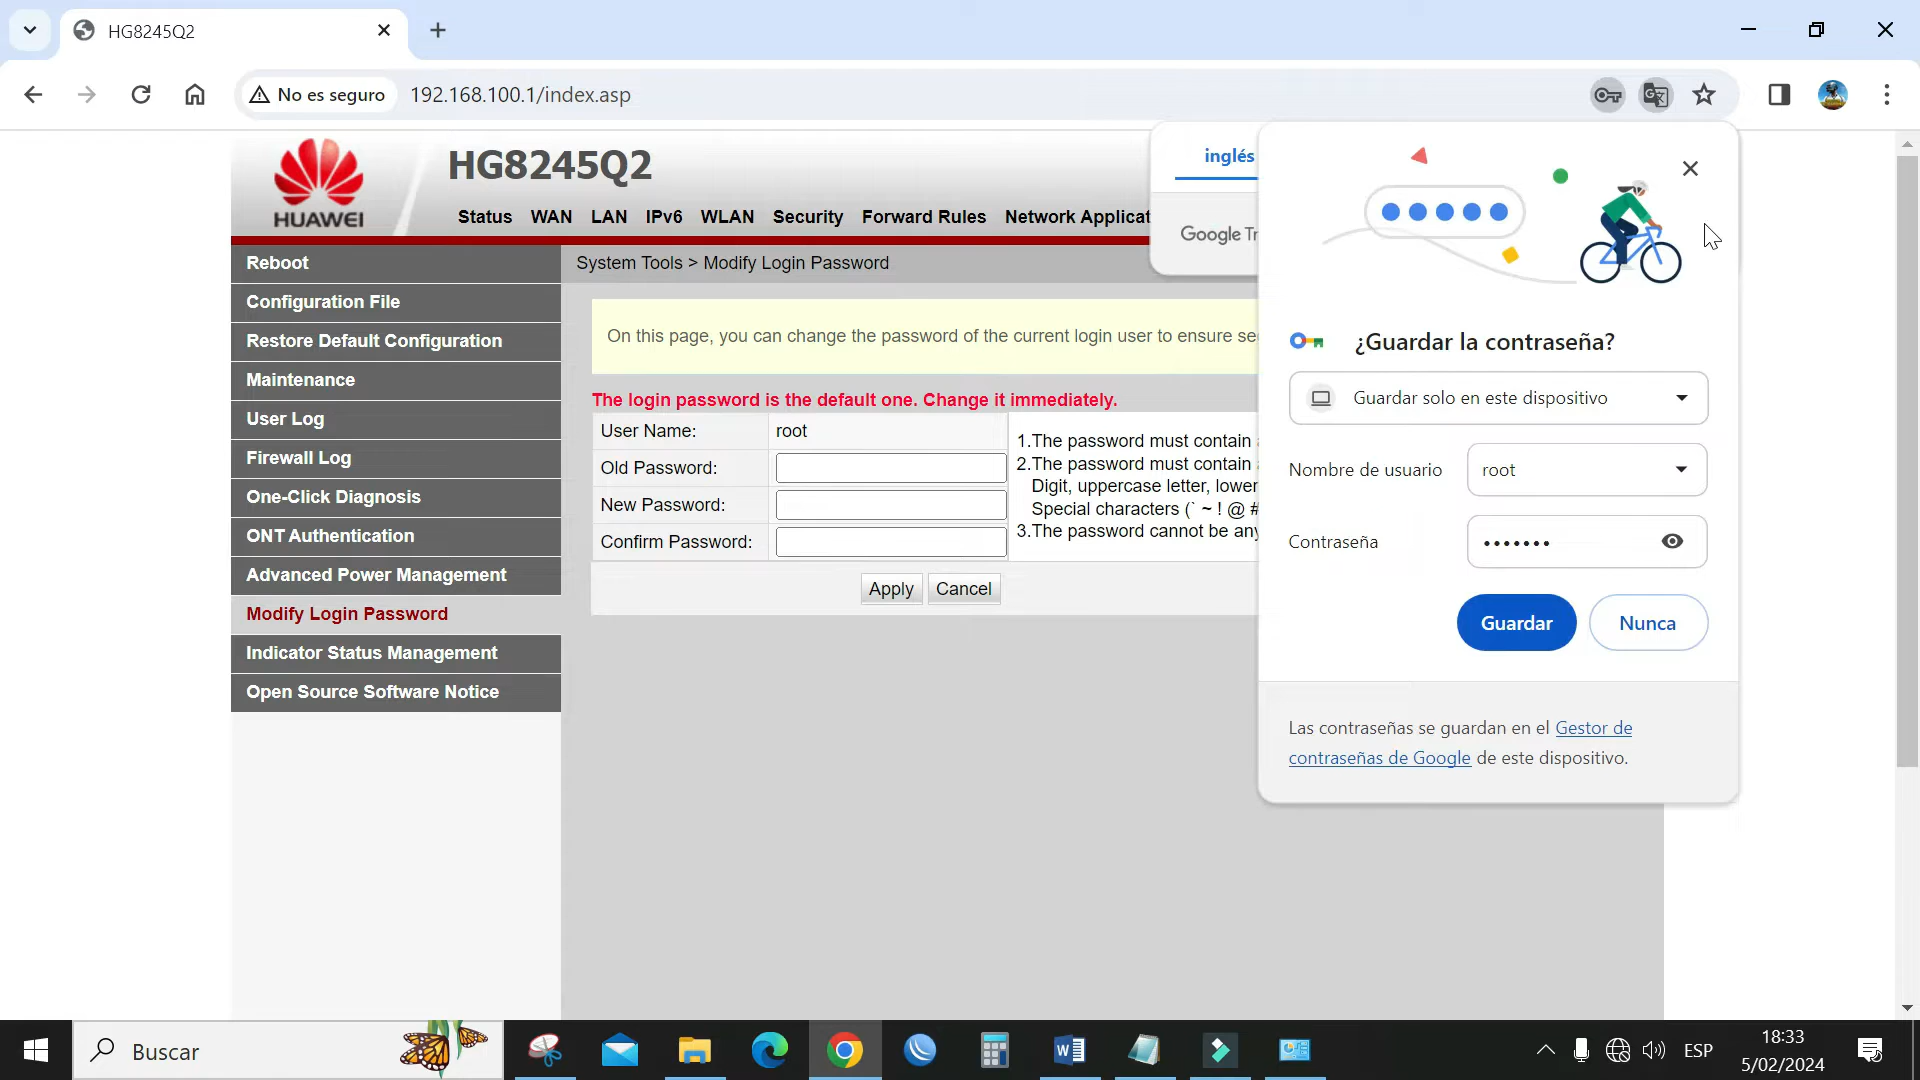 HG8245Q2
No es seguro
192.168.100.1/index.asp
HUAWEI
HG8245Q2
Status WAN LAN IPv6 WLAN Security Forward Rules Network Applicat
inglés
Google Tr
Reboot
Configuration File
Restore Default Configuration
Maintenance
User Log
Firewall Log
One-Click Diagnosis
ONT Authentication
Advanced Power Management
Modify Login Password
Indicator Status Management
Open Source Software Notice
System Tools > Modify Login Password
On this page, you can change the password of the current login user to ensure se
The login password is the default one. Change it immediately.
User Name: root
Old Password:
New Password:
Confirm Password:
1.The password must contain
2.The password must contain
Digit, uppercase letter, lower
Special characters (` ~ ! @ #
3.The password cannot be any
Apply Cancel
¿Guardar la contraseña?
Guardar solo en este dispositivo
Nombre de usuario root
Contraseña •••••••
Guardar Nunca
Las contraseñas se guardan en el Gestor de
contraseñas de Google de este dispositivo.
Buscar
ESP
18:33
5/02/2024